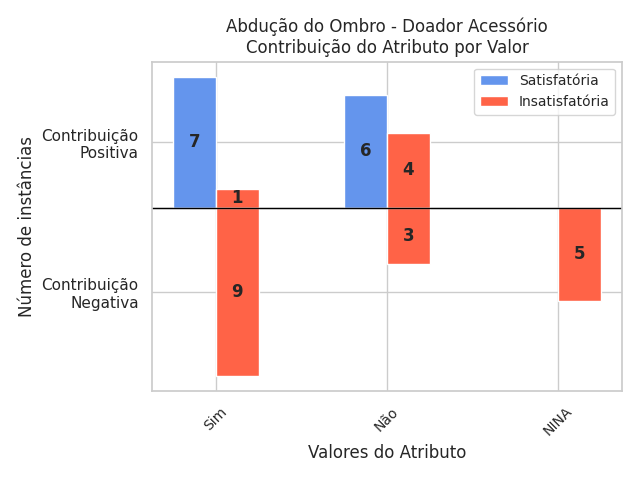 Abdução do Ombro - Doador Acessório
Contribuição do Atributo por Valor
Satisfatória
Insatisfatória
Número de instâncias
Contribuição
Positiva
Contribuição
Negativa
7
1
9
6
4
3
5
Sim
Não
NINA
Valores do Atributo